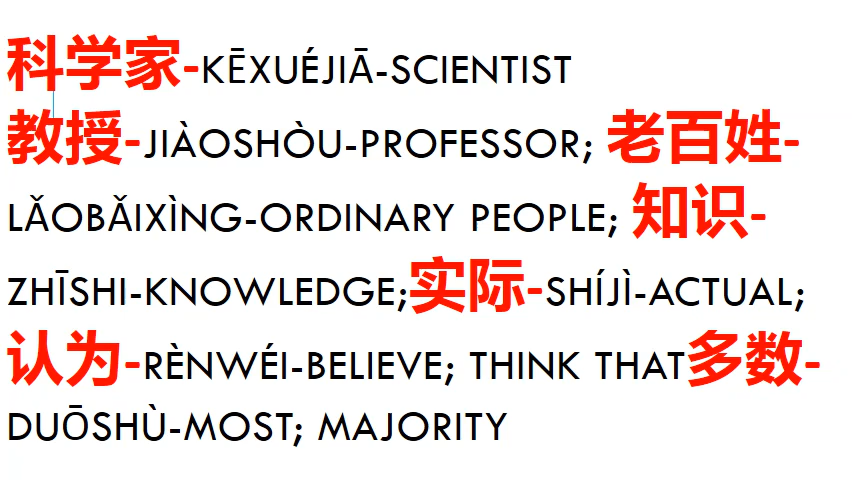 科学家-KĒXUÉJIĀ-SCIENTIST
教授-JIÀOSHÒU-PROFESSOR; 老百姓-
LǍOBǍIXÌNG-ORDINARY PEOPLE; 知识-
ZHĪSHI-KNOWLEDGE;实际-SHÍJÌ-ACTUAL;
认为-RÈNWÉI-BELIEVE; THINK THAT多数-
DUŌSHÙ-MOST; MAJORITY